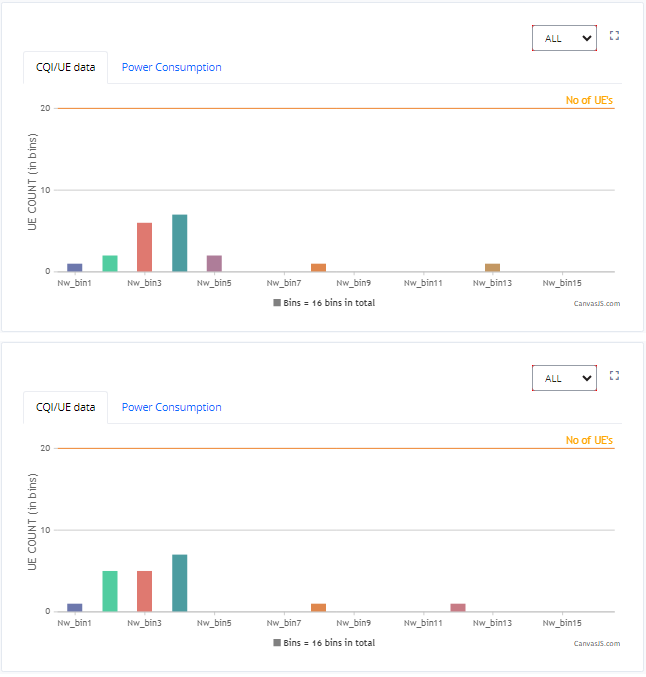 ALL
CQI/UE data Power Consumption
No of UE's
20
UE COUNT (in bins)
10
0
Nw_bin1 Nw_bin3 Nw_bin5 Nw_bin7 Nw_bin9 Nw_bin11 Nw_bin13 Nw_bin15
Bins = 16 bins in total
CanvasJS.com
ALL
CQI/UE data Power Consumption
No of UE's
20
UE COUNT (in bins)
10
0
Nw_bin1 Nw_bin3 Nw_bin5 Nw_bin7 Nw_bin9 Nw_bin11 Nw_bin13 Nw_bin15
Bins = 16 bins in total
CanvasJS.com